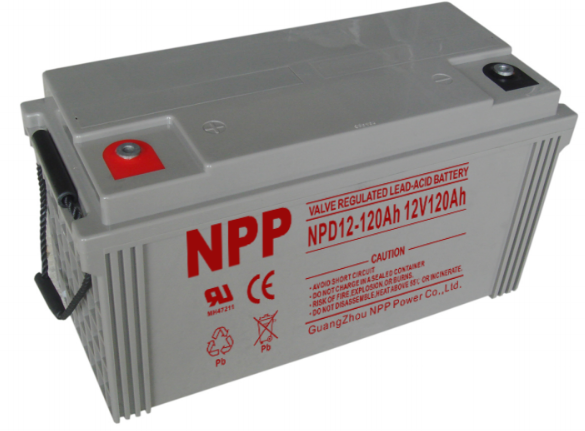 NPP
VALVE REGULATED LEAD-ACID BATTERY
NPD12-120Ah 12V120Ah
CAUTION
- AVOID SHORT CIRCUIT
- DO NOT CHARGE IN A SEALED CONTAINER
- RISK OF FIRE, EXPLOSION, OR BURNS.
- DO NOT DISASSEMBLE, HEAT ABOVE 50℃, OR INCINERATE.
GuangZhou NPP Power Co.,Ltd.
CE
MH47211
Pb
Pb